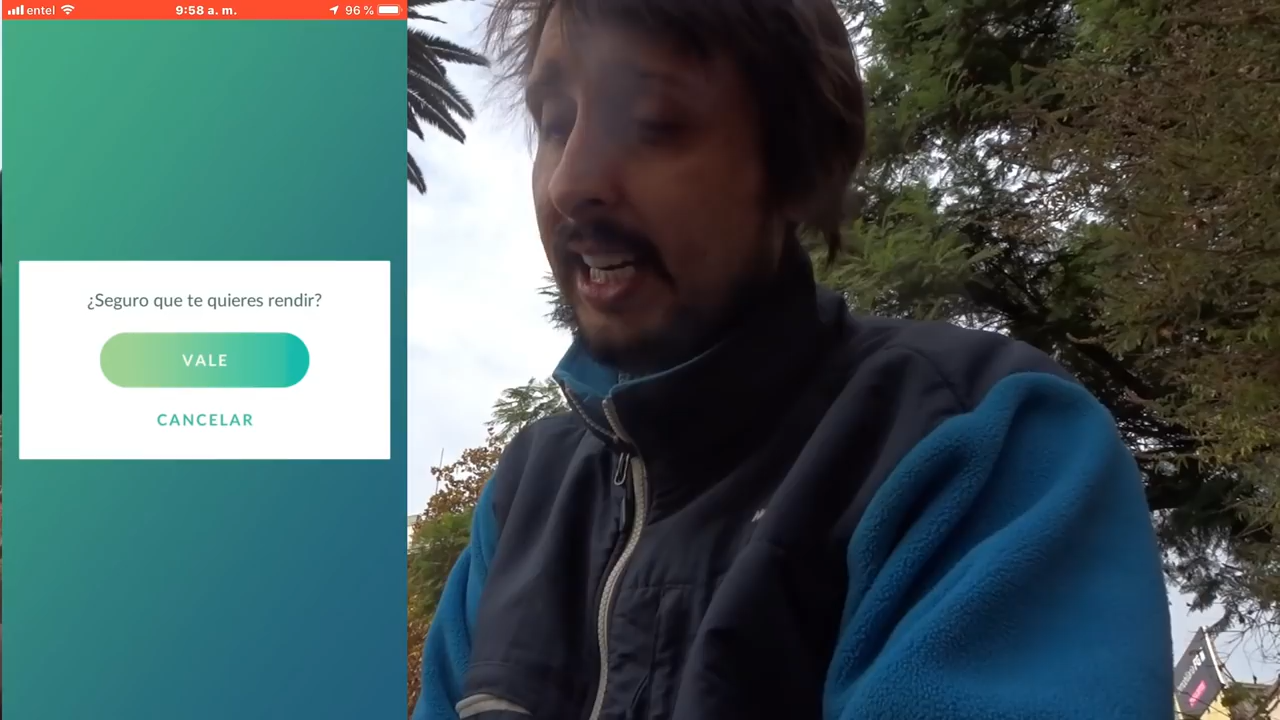 entel 9:58 a. m. 96 %
¿Seguro que te quieres rendir?
VALE
CANCELAR